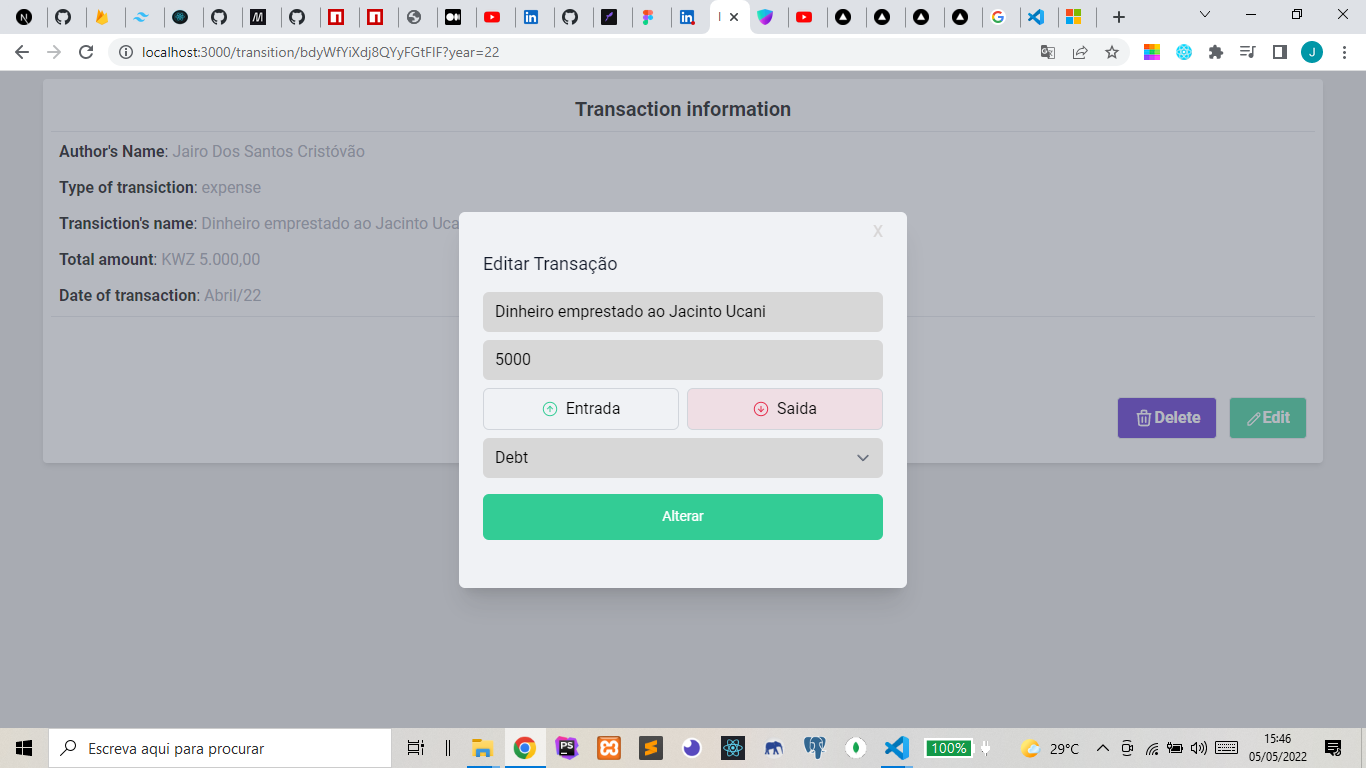 localhost:3000/transition/bdyWfYiXdj8QYyFGtFIF?year=22
J
Transaction information
Author's Name: Jairo Dos Santos Cristóvão
Type of transiction: expense
Transiction's name: Dinheiro emprestado ao Jacinto Uca
Total amount: KWZ 5.000,00
Date of transaction: Abril/22
X
Editar Transação
Dinheiro emprestado ao Jacinto Ucani
5000
Entrada Saida
Debt
Alterar
Delete Edit
Escreva aqui para procurar
100%
29°C
15:46
05/05/2022